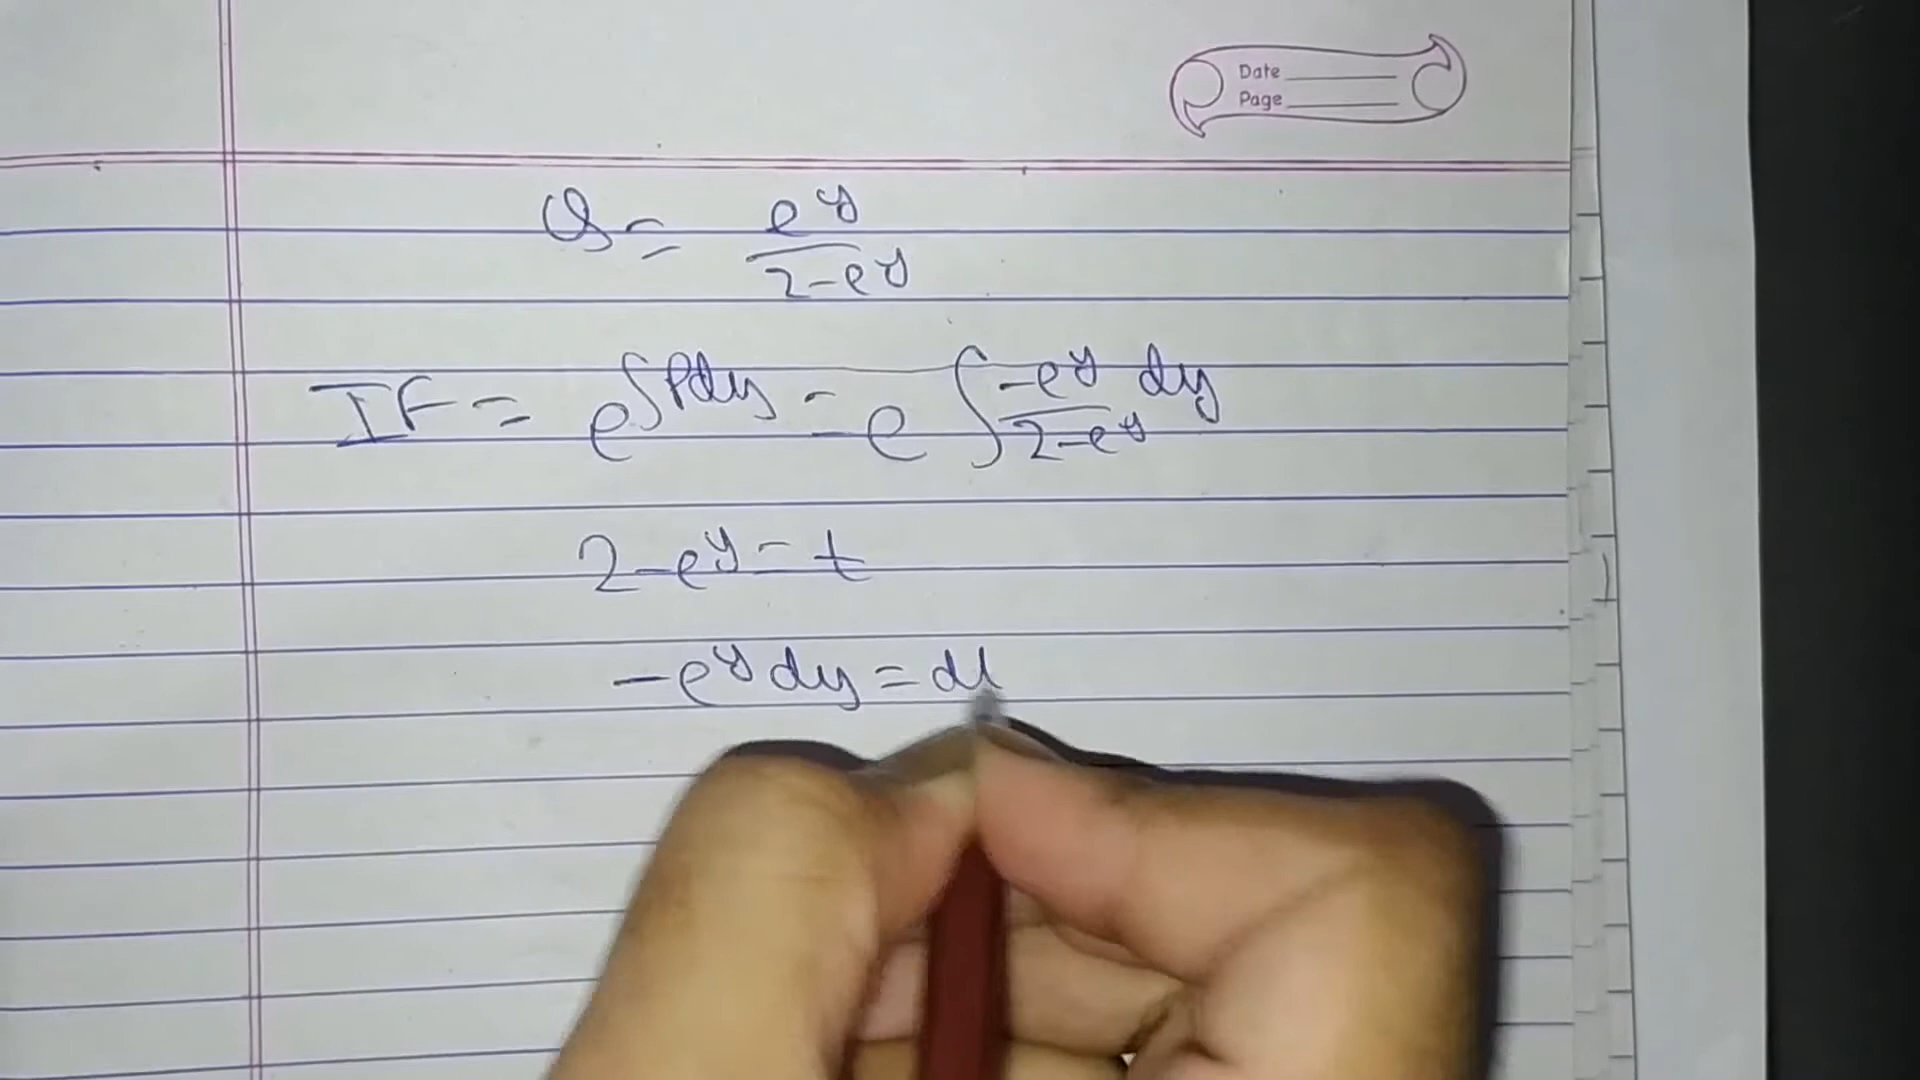 Date
Page
Q = e^y / 2-e^y
IF = e^∫Pdy = e^∫ -e^y / 2-e^y dy
2-e^y = t
-e^y dy = dt